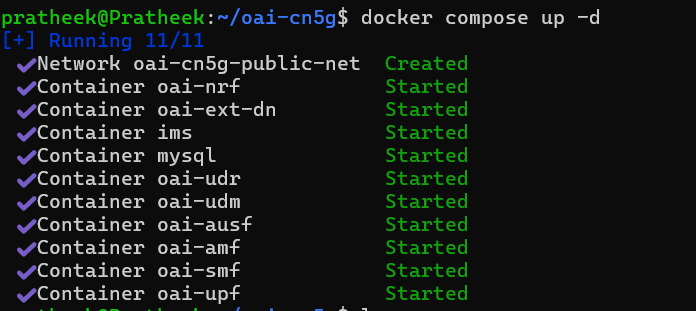 pratheek@Pratheek:~/oai-cn5g$ docker compose up -d
[+] Running 11/11
✔Network oai-cn5g-public-net Created
✔Container oai-nrf Started
✔Container oai-ext-dn Started
✔Container ims Started
✔Container mysql Started
✔Container oai-udr Started
✔Container oai-udm Started
✔Container oai-ausf Started
✔Container oai-amf Started
✔Container oai-smf Started
✔Container oai-upf Started